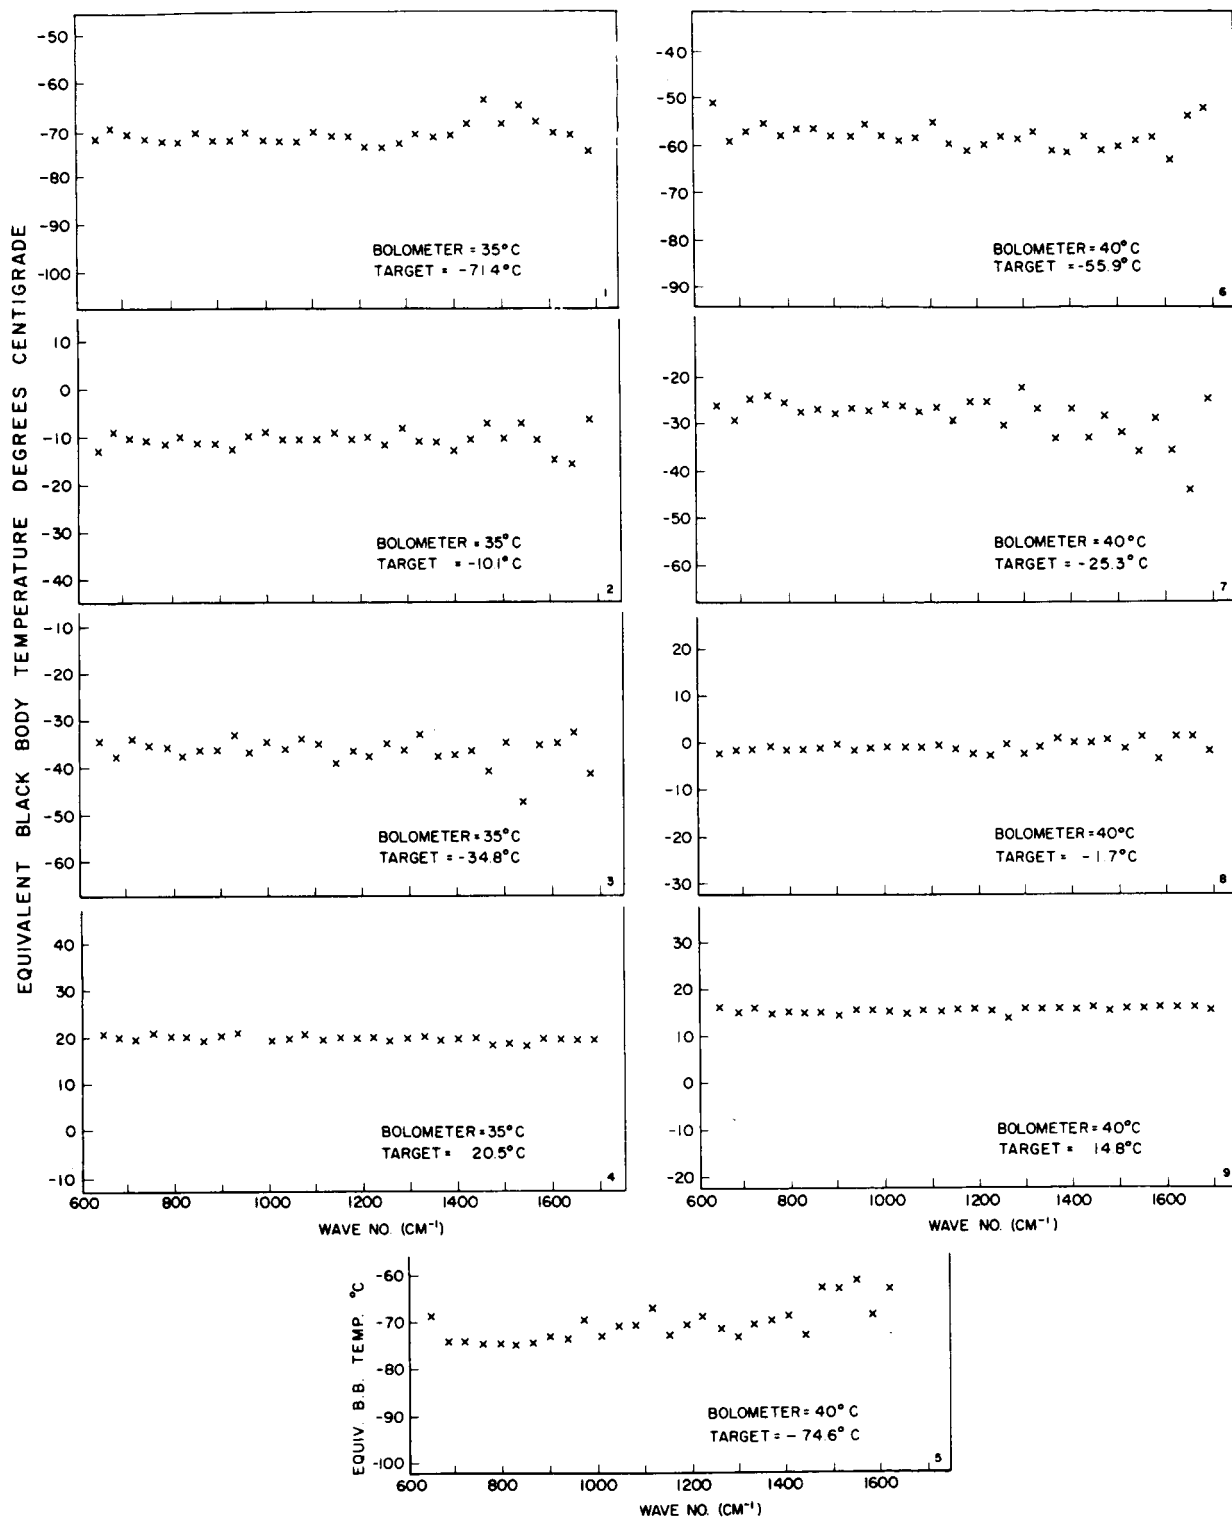 EQUIVALENT BLACK BODY TEMPERATURE DEGREES CENTIGRADE
-50
-60
-70
-80
-90
-100
BOLOMETER = 35°C
TARGET = -71.4°C
1
10
0
-10
-20
-30
-40
BOLOMETER = 35°C
TARGET = -10.1°C
2
-10
-20
-30
-40
-50
-60
BOLOMETER = 35°C
TARGET = -34.8°C
3
40
30
20
10
0
-10
BOLOMETER = 35°C
TARGET = 20.5°C
4
600 800 1000 1200 1400 1600
WAVE NO. (CM⁻¹)
-40
-50
-60
-70
-80
-90
BOLOMETER = 40°C
TARGET = -55.9°C
6
-20
-30
-40
-50
-60
BOLOMETER = 40°C
TARGET = -25.3°C
7
20
10
0
-10
-20
-30
BOLOMETER = 40°C
TARGET = -1.7°C
8
30
20
10
0
-10
-20
BOLOMETER = 40°C
TARGET = 14.8°C
9
600 800 1000 1200 1400 1600
WAVE NO. (CM⁻¹)
EQUIV. B.B. TEMP. °C
-60
-70
-80
-90
-100
BOLOMETER = 40°C
TARGET = -74.6°C
5
600 800 1000 1200 1400 1600
WAVE NO. (CM⁻¹)